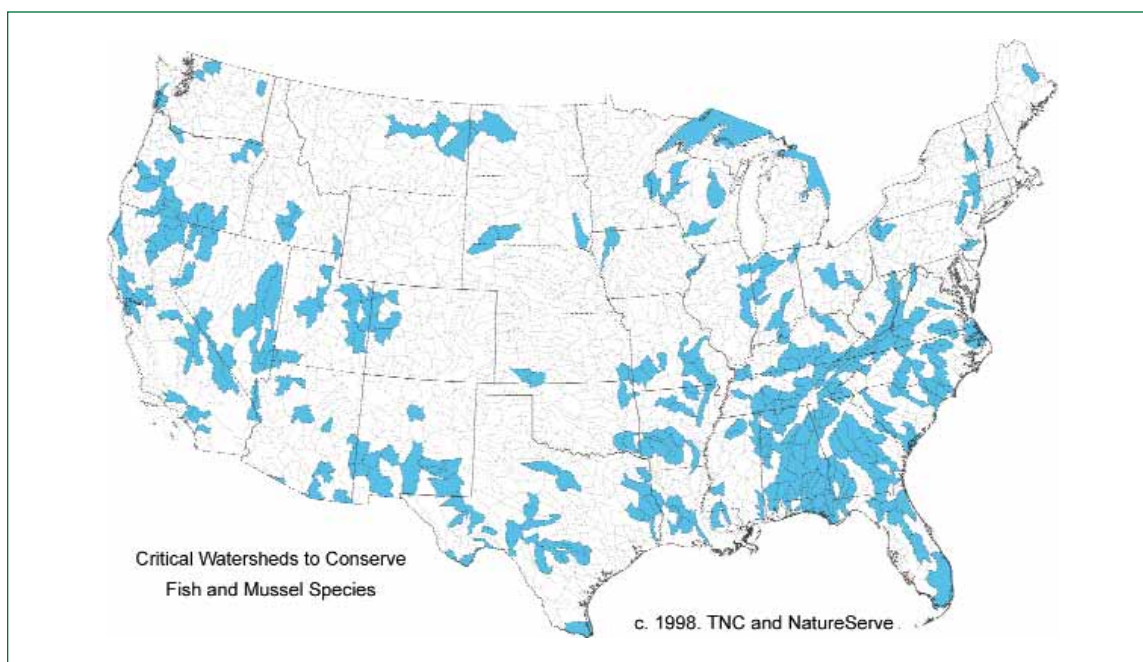 Critical Watersheds to Conserve
Fish and Mussel Species
c. 1998. TNC and NatureServe